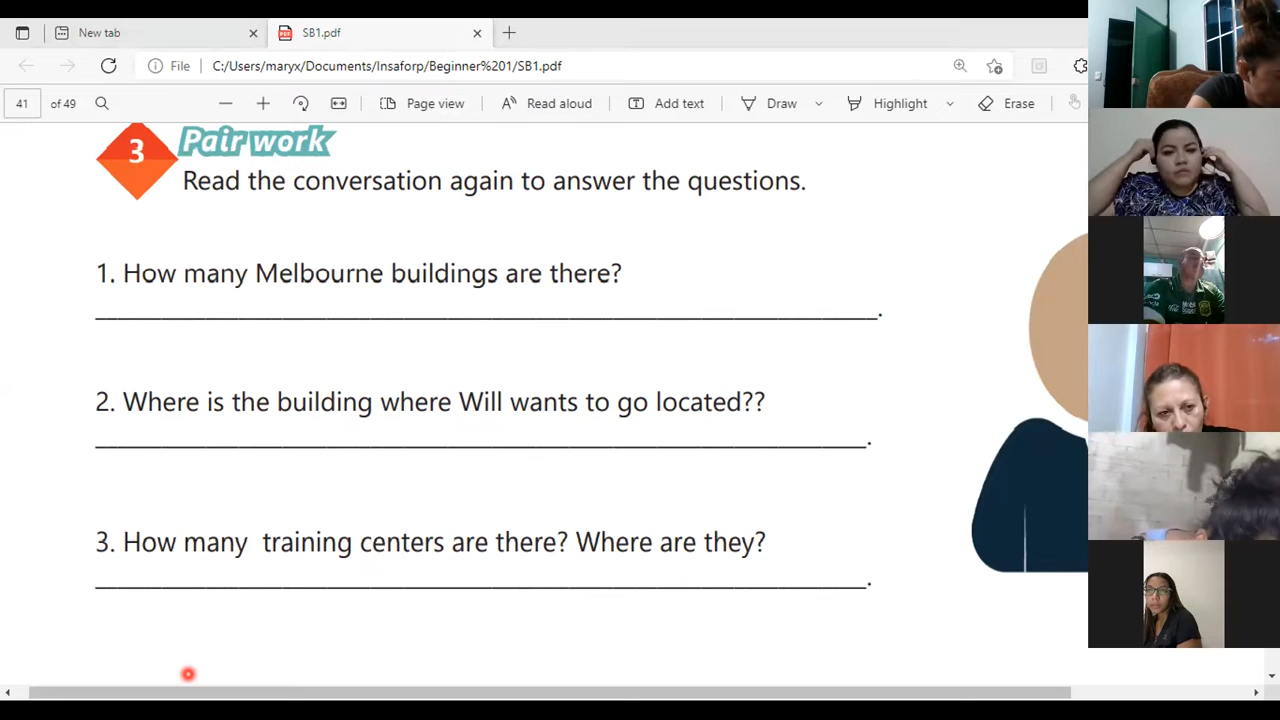 New tab
SB1.pdf
File
C:/Users/maryx/Documents/Insaforp/Beginner%201/SB1.pdf
41
of 49
Page view
Read aloud
Add text
Draw
Highlight
Erase
3
Pair work
Read the conversation again to answer the questions.
1. How many Melbourne buildings are there?
2. Where is the building where Will wants to go located??
3. How many  training centers are there? Where are they?